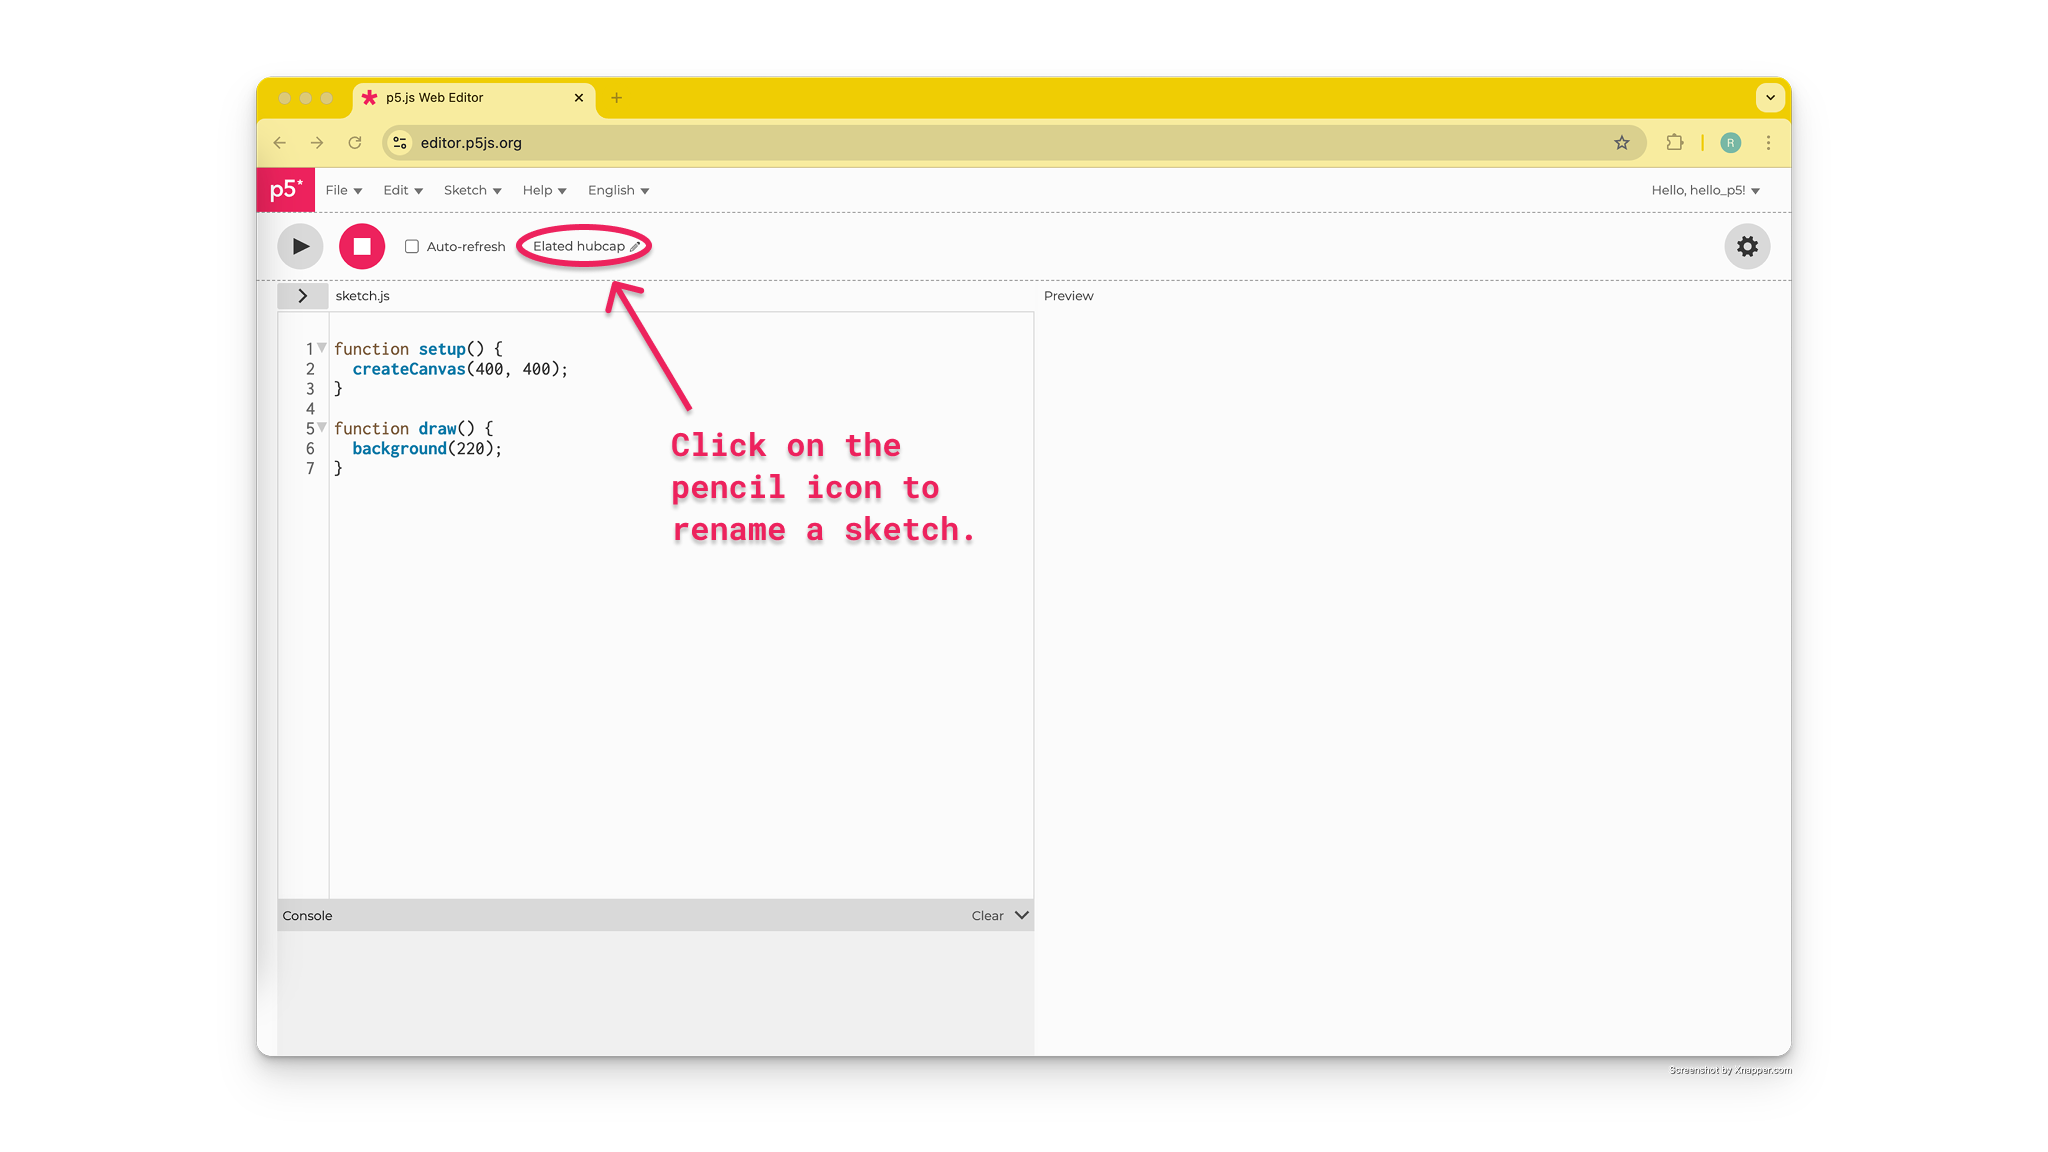 p5.js Web Editor
editor.p5js.org
R
p5* File Edit Sketch Help English Hello, hello_p5!
Auto-refresh Elated hubcap
sketch.js
Preview
1 function setup() {
2 createCanvas(400, 400);
3 }
4
5 function draw() {
6 background(220);
7 }
Click on the
pencil icon to
rename a sketch.
Console Clear
Screenshot by Xnapper.com